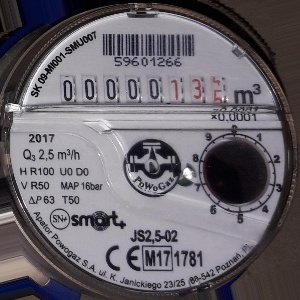 SK 09-MI001-SMU007
59601266
00000132 m³
×0.0001
2017
Q₃ 2,5 m³/h
H R100 U0 D0
V R50 MAP 16bar
ΔP63 T50
PoWoGaz
SN+ smart+
JS2,5-02
CE M17 1781
Apator Powogaz S.A. ul. K. Janickiego 23/25 60-542 Poznań, PL